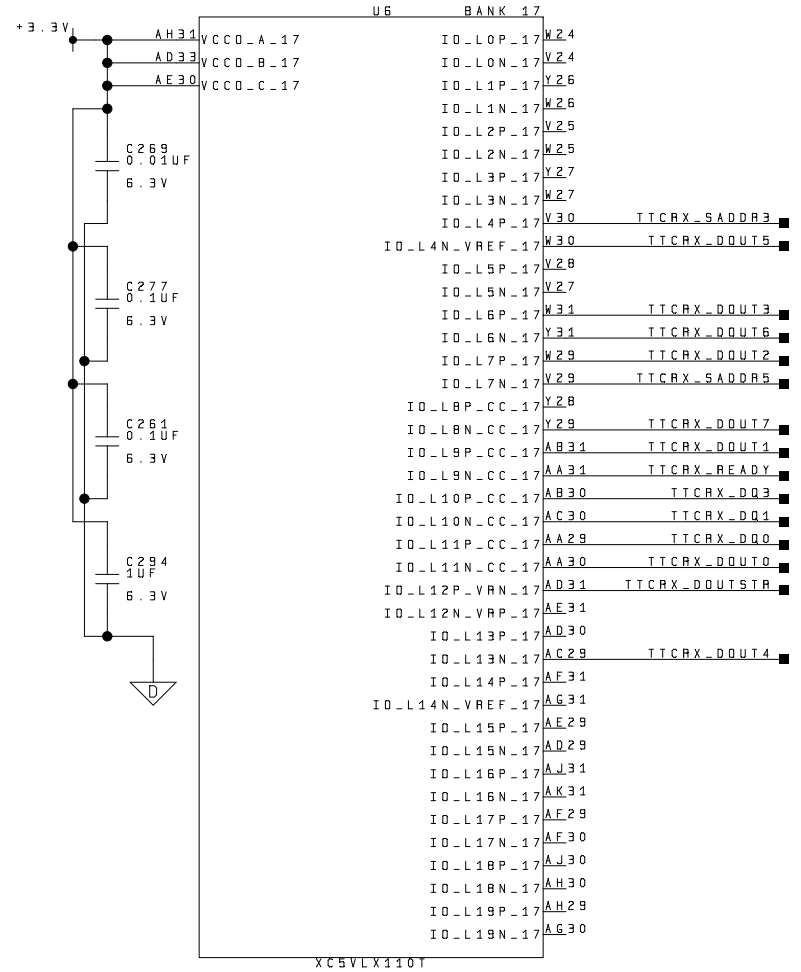 U6 BANK 17
+3.3V
AH31 VCCO_A_17 IO_L0P_17 W24
AD33 VCCO_B_17 IO_L0N_17 V24
AE30 VCCO_C_17 IO_L1P_17 Y26
IO_L1N_17 W26
IO_L2P_17 V25
C269
0.01UF
6.3V
IO_L2N_17 W25
IO_L3P_17 Y27
IO_L3N_17 W27
IO_L4P_17 V30 TTCRX_SADDR3
IO_L4N_VREF_17 W30 TTCRX_DOUT5
IO_L5P_17 V28
C277
0.1UF
6.3V
IO_L5N_17 V27
IO_L6P_17 W31 TTCRX_DOUT3
IO_L6N_17 Y31 TTCRX_DOUT6
IO_L7P_17 W29 TTCRX_DOUT2
IO_L7N_17 V29 TTCRX_SADDR5
IO_L8P_CC_17 Y28
C261
0.1UF
6.3V
IO_L8N_CC_17 Y29 TTCRX_DOUT7
IO_L9P_CC_17 AB31 TTCRX_DOUT1
IO_L9N_CC_17 AA31 TTCRX_READY
IO_L10P_CC_17 AB30 TTCRX_DQ3
IO_L10N_CC_17 AC30 TTCRX_DQ1
IO_L11P_CC_17 AA29 TTCRX_DQ0
C294
1UF
6.3V
IO_L11N_CC_17 AA30 TTCRX_DOUT0
IO_L12P_VRN_17 AD31 TTCRX_DOUTSTR
IO_L12N_VRP_17 AE31
IO_L13P_17 AD30
IO_L13N_17 AC29 TTCRX_DOUT4
IO_L14P_17 AF31
D
IO_L14N_VREF_17 AG31
IO_L15P_17 AE29
IO_L15N_17 AD29
IO_L16P_17 AJ31
IO_L16N_17 AK31
IO_L17P_17 AF29
IO_L17N_17 AF30
IO_L18P_17 AJ30
IO_L18N_17 AH30
IO_L19P_17 AH29
IO_L19N_17 AG30
XC5VLX110T